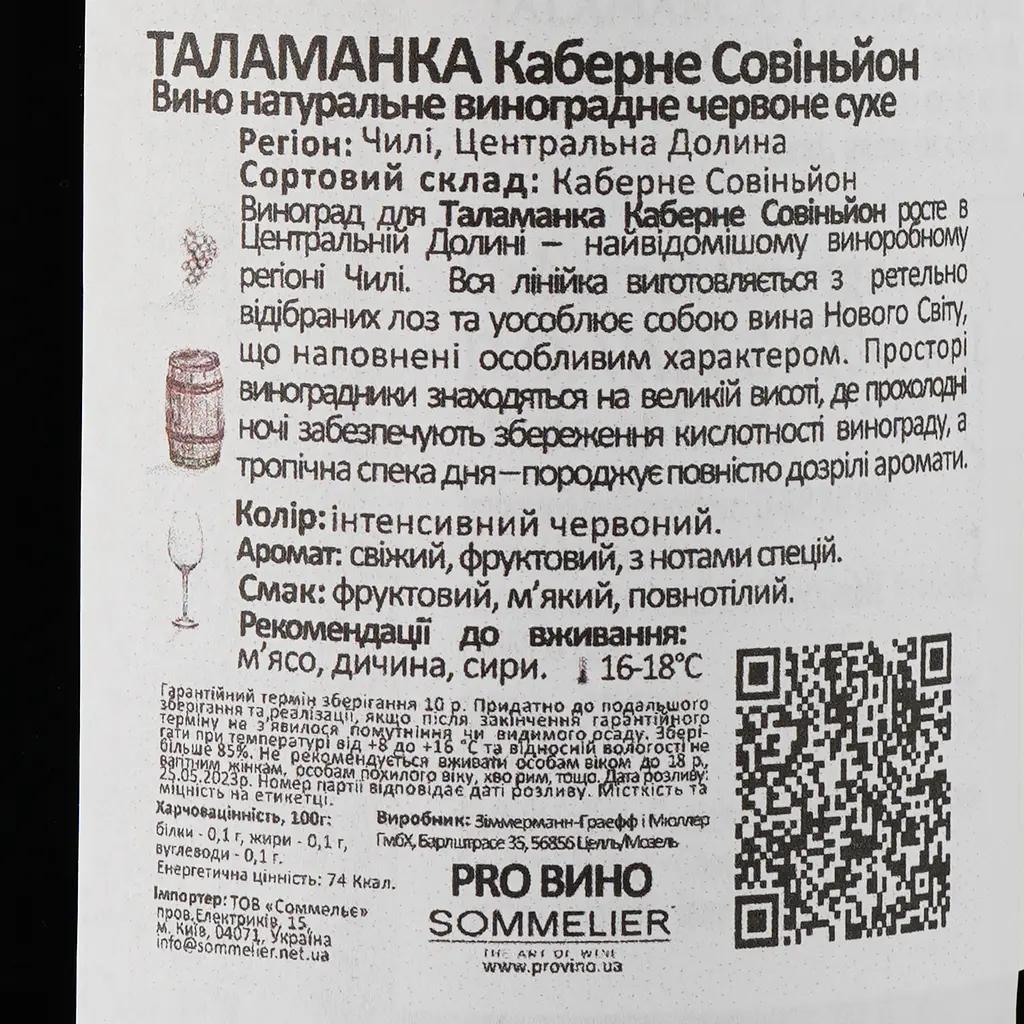 ТАЛАМАНКА Каберне Совіньйон
Вино натуральне виноградне червоне сухе
Регіон: Чилі, Центральна Долина
Сортовий склад: Каберне Совіньйон
Виноград для Таламанка Каберне Совіньйон росте в
Центральній Долині – найвідомішому виноробному
регіоні Чилі. Вся лінійка виготовляється з ретельно
відібраних лоз та уособлює собою вина Нового Світу,
що наповнені особливим характером. Просторі
виноградники знаходяться на великій висоті, де прохолодні
ночі забезпечують збереження кислотності винограду, а
тропічна спека дня – породжує повністю дозрілі аромати.
Колір: інтенсивний червоний.
Аромат: свіжий, фруктовий, з нотами спецій.
Смак: фруктовий, м'який, повнотілий.
Рекомендації до вживання:
м'ясо, дичина, сири. 16-18°C
Гарантійний термін зберігання 10 р. Придатно до подальшого
зберігання та реалізації, якщо після закінчення гарантійного
терміну не з'явилося помутніння чи видимого осаду. Збері-
гати при температурі від +8 до +16 °C та відносній вологості не
більше 85%. Не рекомендується вживати особам віком до 18 р.,
вагітним жінкам, особам похилого віку, хворим, тощо. Дата розливу:
25.05.2023р. Номер партії відповідає даті розливу. Місткість та
міцність на етикетці.
Харчова цінність, 100г:
білки - 0,1 г, жири - 0,1 г,
вуглеводи - 0,1 г.
Енергетична цінність: 74 Ккал.
Імпортер: ТОВ «Соммельє»
пров.Електриків, 15,
м. Київ, 04071, Україна
info@sommelier.net.ua
Виробник: Зіммерманн-Граефф і Мюллер
ГмбХ, Барлштрасе 35, 56856 Целль/Мозель
PRO ВИНО
SOMMELIER
THE ART OF WINE
www.provino.ua